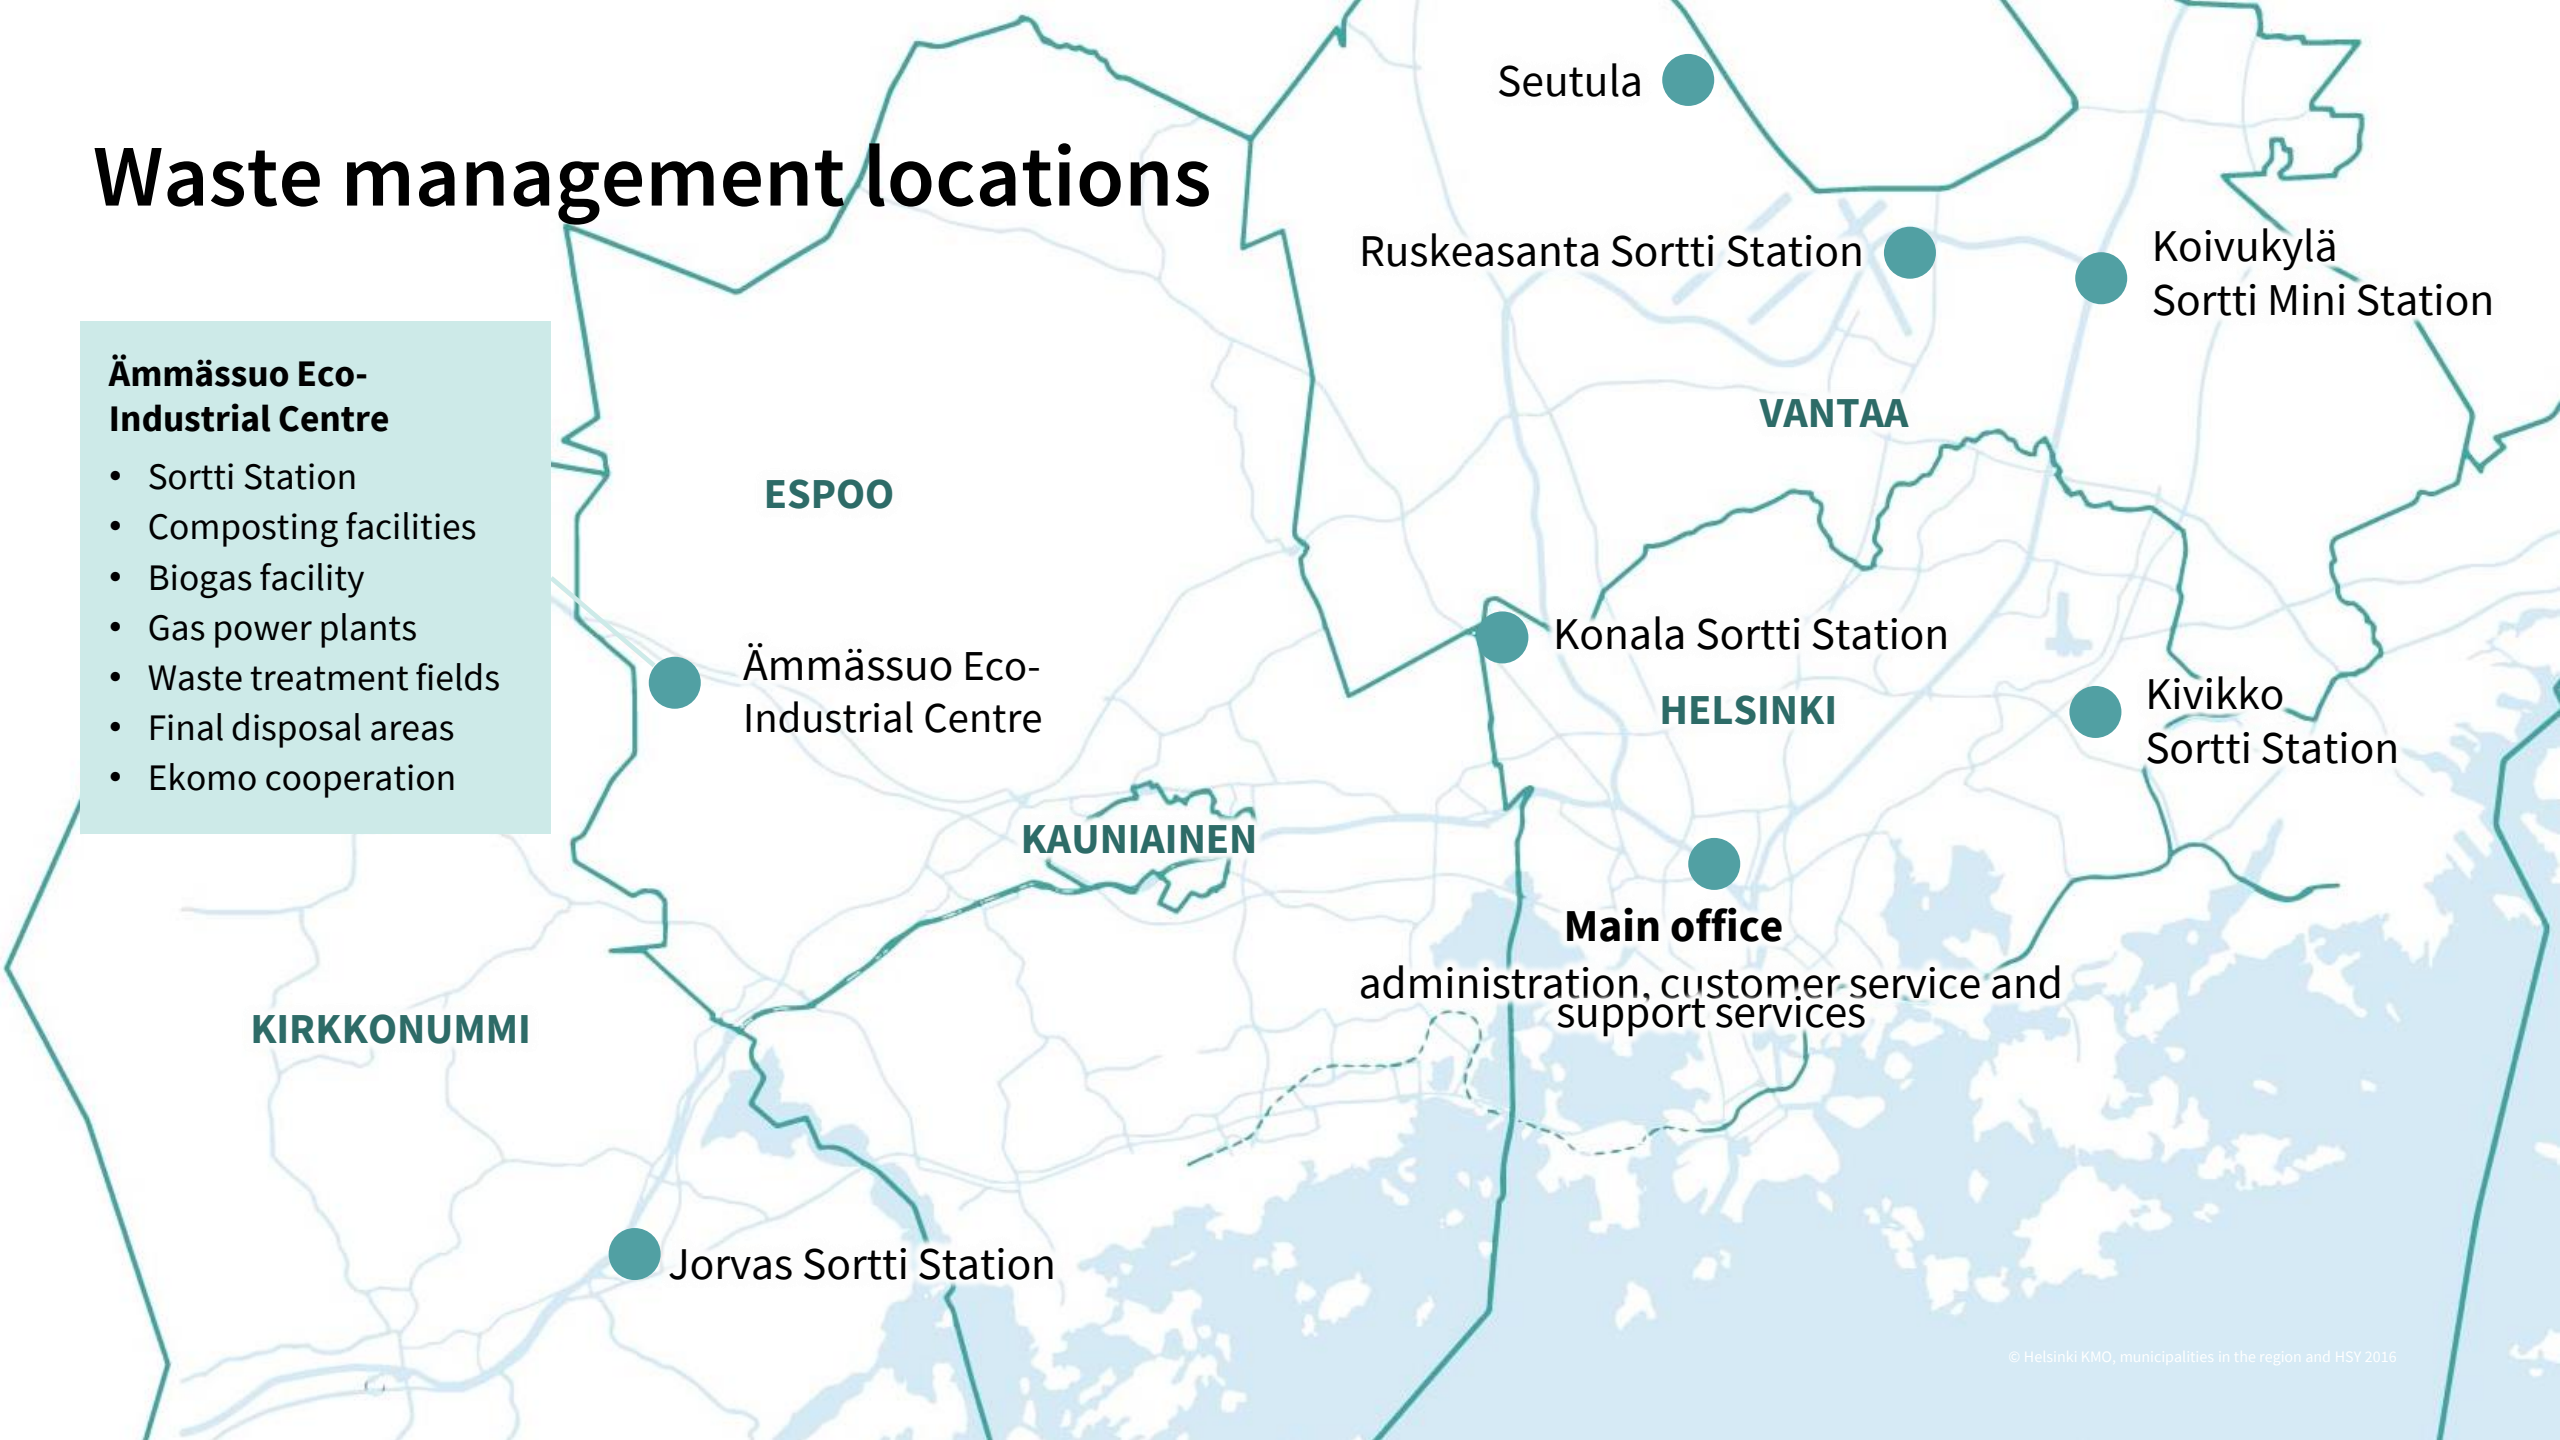 Waste management locations
Seutula
Ruskeasanta Sortti Station
Koivukylä
Sortti Mini Station
Ämmässuo Eco-
Industrial Centre
• Sortti Station
• Composting facilities
• Biogas facility
• Gas power plants
• Waste treatment fields
• Final disposal areas
• Ekomo cooperation
VANTAA
ESPOO
Ämmässuo Eco-
Industrial Centre
Konala Sortti Station
HELSINKI
Kivikko
Sortti Station
KAUNIAINEN
Main office
administration, customer service and
support services
KIRKKONUMMI
Jorvas Sortti Station
© Helsinki KMO, municipalities in the region and HSY 2016